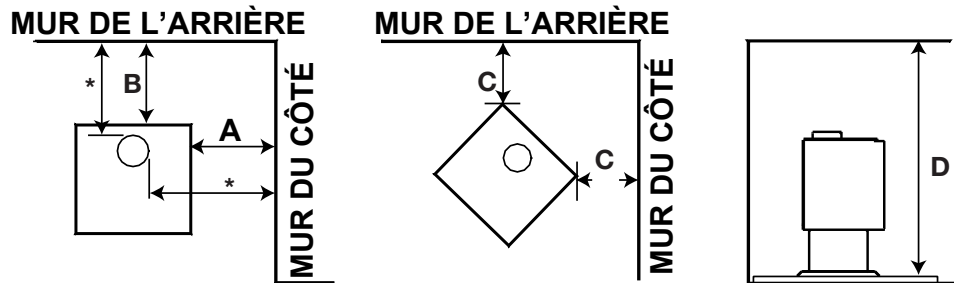 MUR DE L'ARRIÈRE
* B
A
*
MUR DU CÔTÉ
MUR DE L'ARRIÈRE
C
C
MUR DU CÔTÉ
D